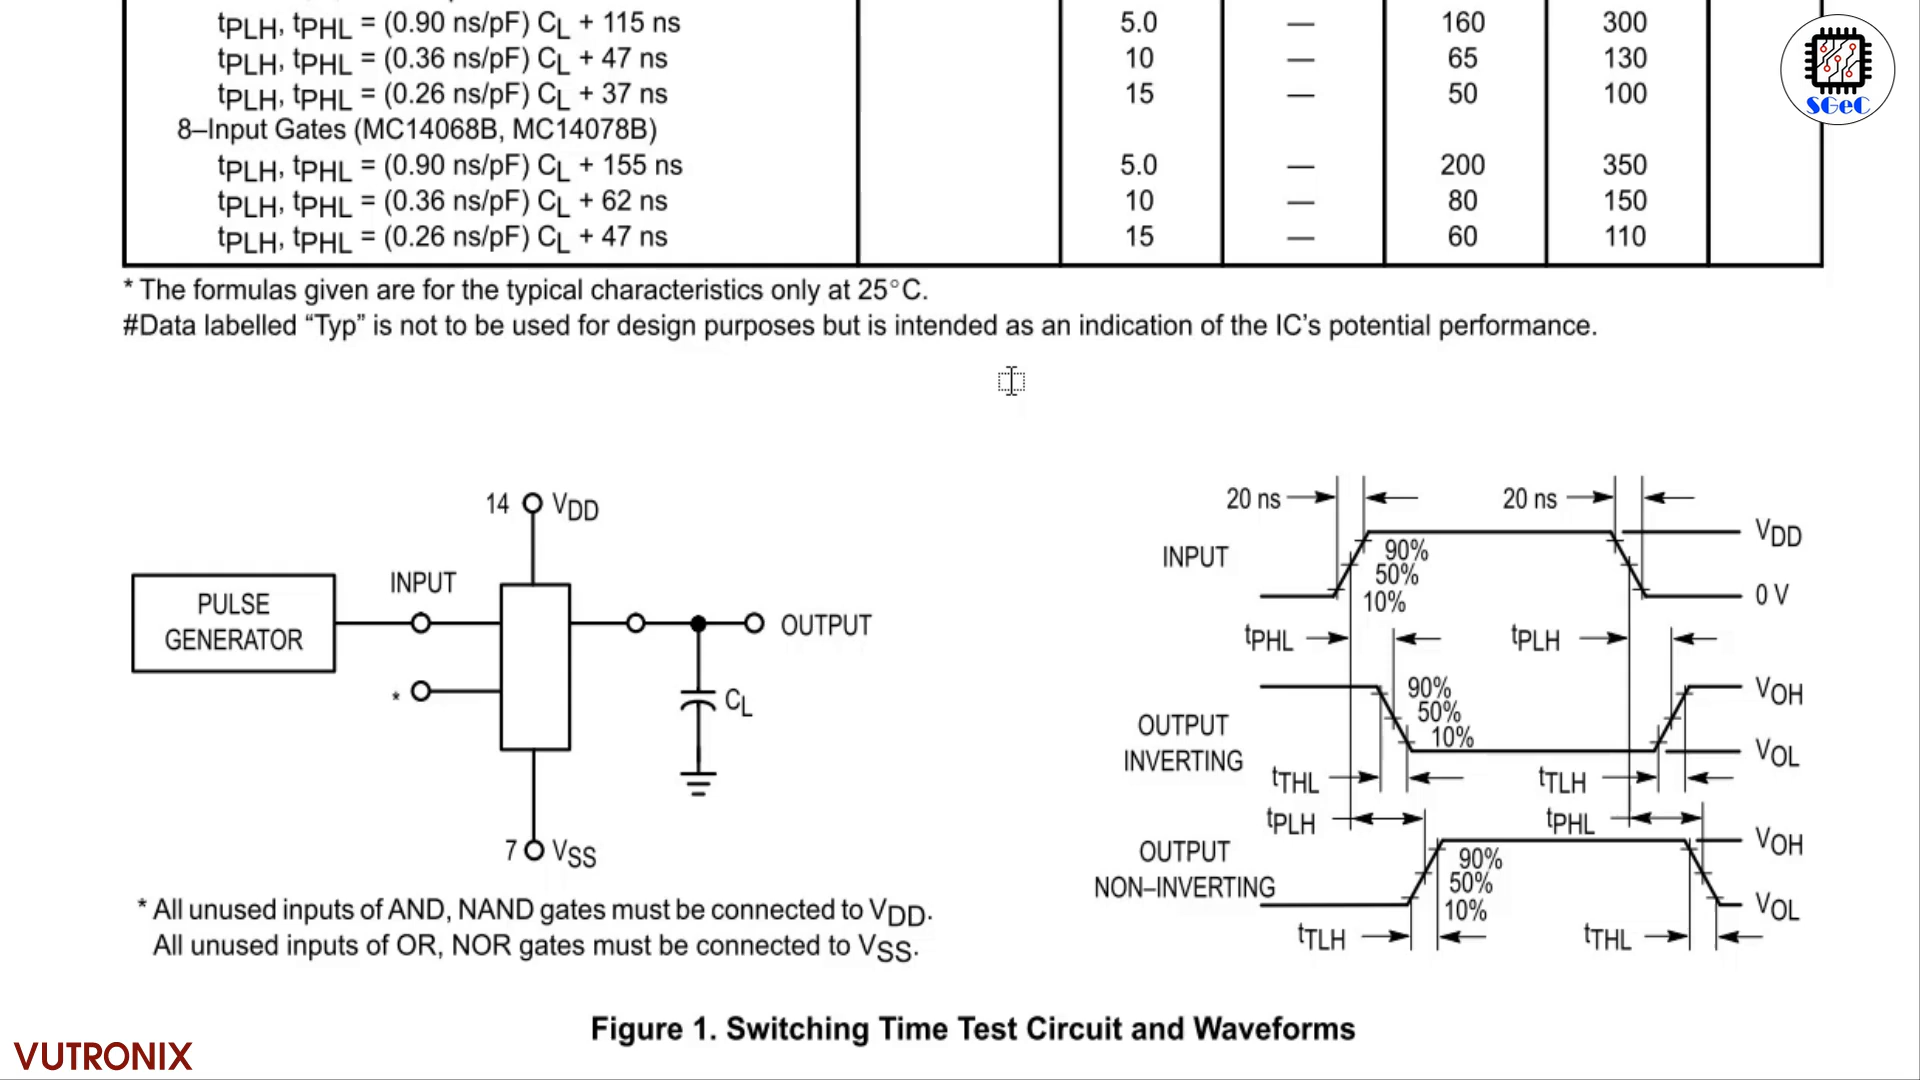 tPLH, tPHL = (0.90 ns/pF) CL + 115 ns 5.0 — 160 300
tPLH, tPHL = (0.36 ns/pF) CL + 47 ns 10 — 65 130
tPLH, tPHL = (0.26 ns/pF) CL + 37 ns 15 — 50 100
SGeC
8–Input Gates (MC14068B, MC14078B)
tPLH, tPHL = (0.90 ns/pF) CL + 155 ns 5.0 — 200 350
tPLH, tPHL = (0.36 ns/pF) CL + 62 ns 10 — 80 150
tPLH, tPHL = (0.26 ns/pF) CL + 47 ns 15 — 60 110
* The formulas given are for the typical characteristics only at 25°C.
#Data labelled “Typ” is not to be used for design purposes but is intended as an indication of the IC’s potential performance.
14 VDD
PULSE
GENERATOR
INPUT
*
OUTPUT
CL
7 VSS
* All unused inputs of AND, NAND gates must be connected to VDD.
All unused inputs of OR, NOR gates must be connected to VSS.
20 ns 20 ns
VDD
INPUT
90%
50%
10%
0 V
tPHL tPLH
90%
50%
10%
VOH
OUTPUT
INVERTING
VOL
tTHL tTLH
tPLH tPHL
VOH
OUTPUT
NON–INVERTING
90%
50%
10%
VOL
tTLH tTHL
Figure 1. Switching Time Test Circuit and Waveforms
VUTRONIX